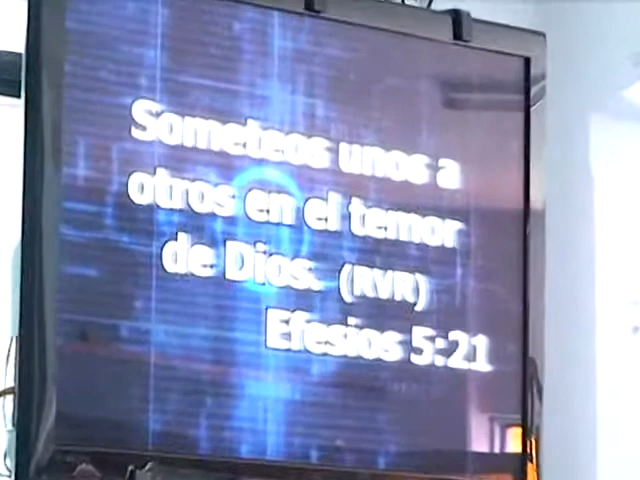 Someteos unos a
otros en el temor
de Dios. (RVR)
Efesios 5:21